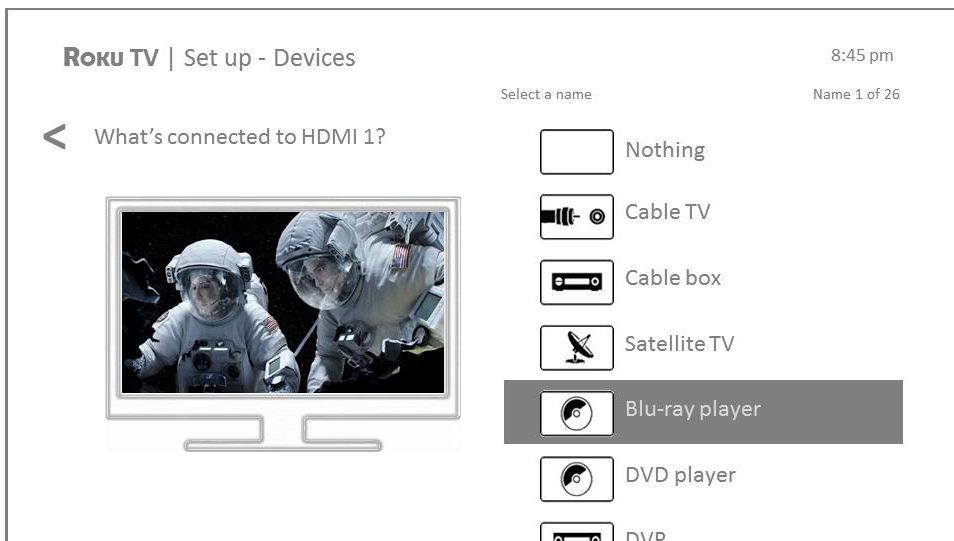 ROKU TV | Set up - Devices
8:45 pm
Select a name
Name 1 of 26
< What's connected to HDMI 1?
Nothing
Cable TV
Cable box
Satellite TV
Blu-ray player
DVD player
DVR